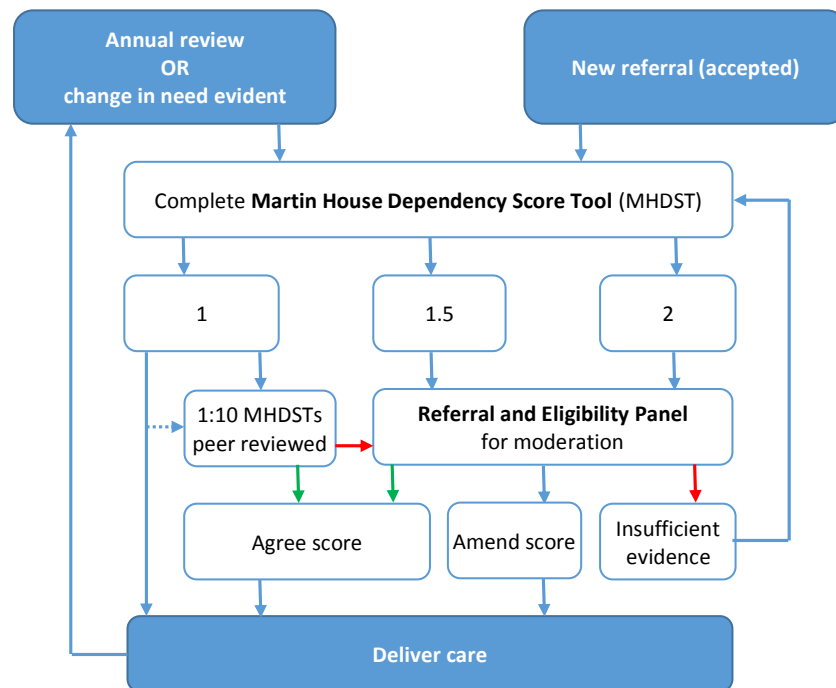 Annual review
OR
change in need evident
New referral (accepted)
Complete Martin House Dependency Score Tool (MHDST)
1
1.5
2
1:10 MHDSTs
peer reviewed
Referral and Eligibility Panel
for moderation
Agree score
Amend score
Insufficient
evidence
Deliver care